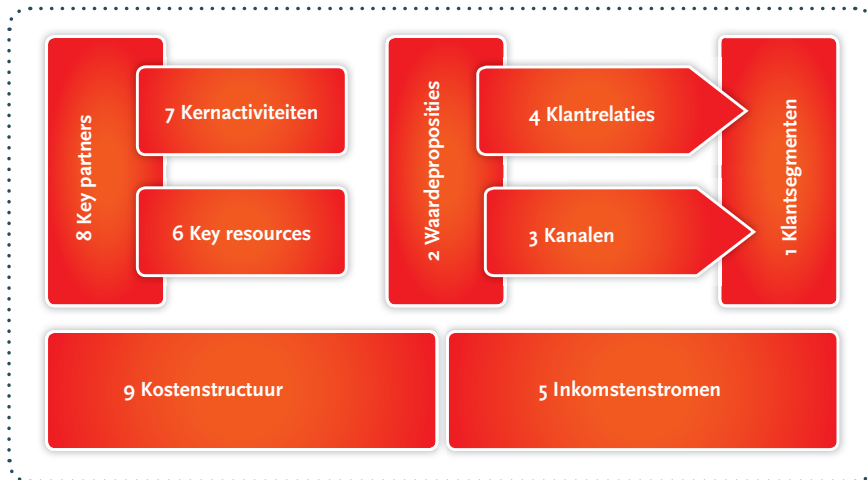 8 Key partners
7 Kernactiviteiten
6 Key resources
2 Waardeproposities
4 Klantrelaties
3 Kanalen
1 Klantsegmenten
9 Kostenstructuur
5 Inkomstenstromen